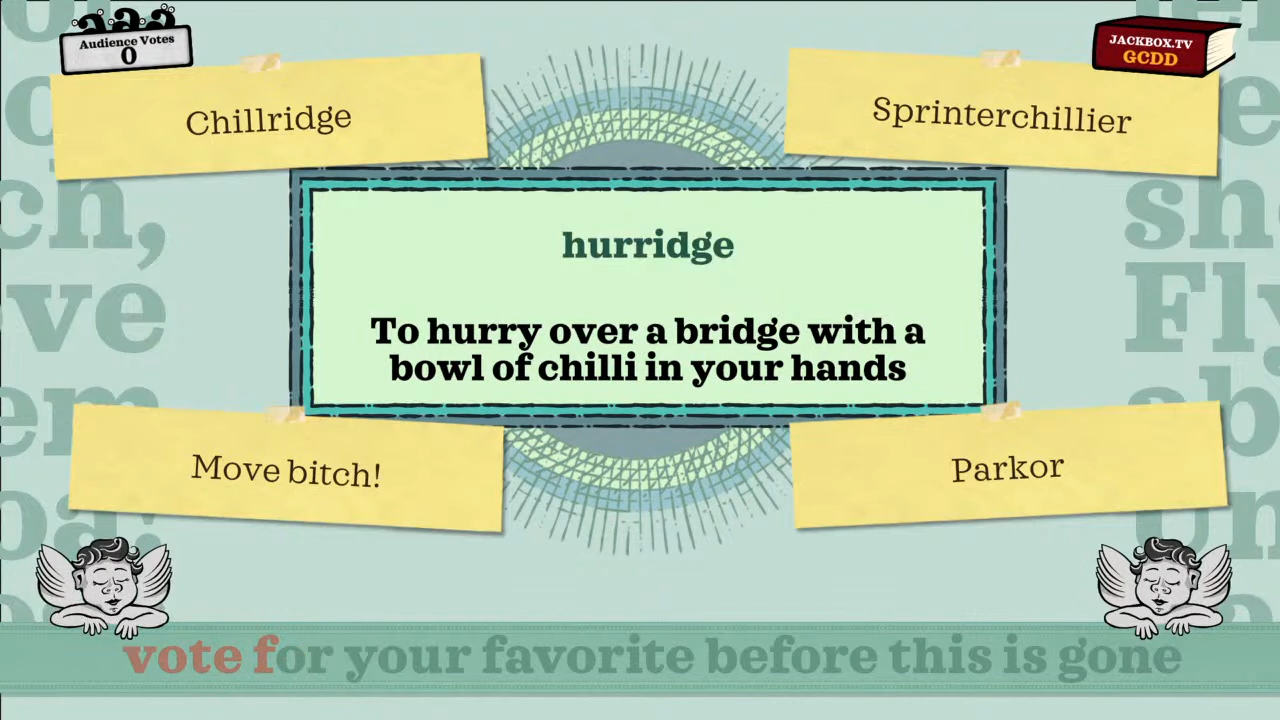 Audience Votes
0
JACKBOX.TV
GCDD
Chillridge
Sprinterchillier
hurridge
To hurry over a bridge with a
bowl of chilli in your hands
Move bitch!
Parkor
vote for your favorite before this is gone